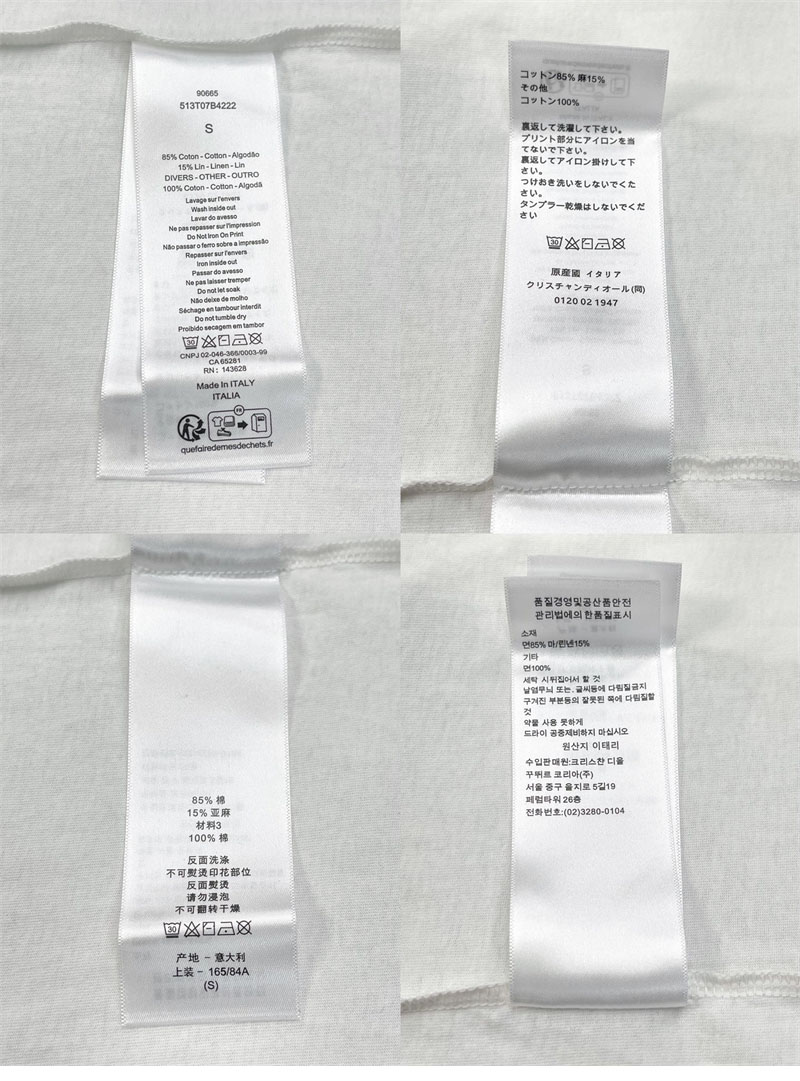 90665
513T07B4222
S
85% Coton - Cotton - Algodão
15% Lin - Linen - Lin
DIVERS - OTHER - OUTRO
100% Coton - Cotton - Algodã
Lavage sur l'envers
Wash inside out
Lavar do avesso
Ne pas repasser sur l'impression
Do Not Iron On Print
Não passar o ferro sobre a impressão
Repasser sur l'envers
Iron inside out
Passar do avesso
Ne pas laisser tremper
Do not let soak
Não deixe de molho
Séchage en tambour interdit
Do not tumble dry
Proibido secagem em tambor
30
CNPJ 02-046-366/0003-99
CA 65281
RN : 143628
Made In ITALY
ITALIA
FR
quefairedemesdechets.fr
コットン85% 麻15%
その他
コットン100%
裏返して洗濯して下さい。
プリント部分にアイロンを当
てないで下さい。
裏返してアイロン掛けして下
さい。
つけおき洗いをしないでくだ
さい。
タンブラー乾燥はしないでくだ
さい
30
原産國 イタリア
クリスチャンディオール(同)
0120 02 1947
85% 棉
15% 亚麻
材料3
100% 棉
反面洗涤
不可熨烫印花部位
反面熨烫
请勿浸泡
不可翻转干燥
30
产地 - 意大利
上装 - 165/84A
(S)
품질경영및공산품안전
관리법에의한품질표시
소재
면85% 마/린넨15%
기타
면100%
세탁 시뒤집어서 할 것
날염무늬 또는.글씨등에 다림질금지
구겨진 부분동의 잘못된 쪽에 다림질할
것
약물 사용 못하게
드라이 공중제비하지 마십시오
원산지 이태리
수입판매원:크리스찬 디올
꾸뛰르 코리아(주)
서울 중구 을지로 5길19
페럼타워 26층
전화번호:(02)3280-0104